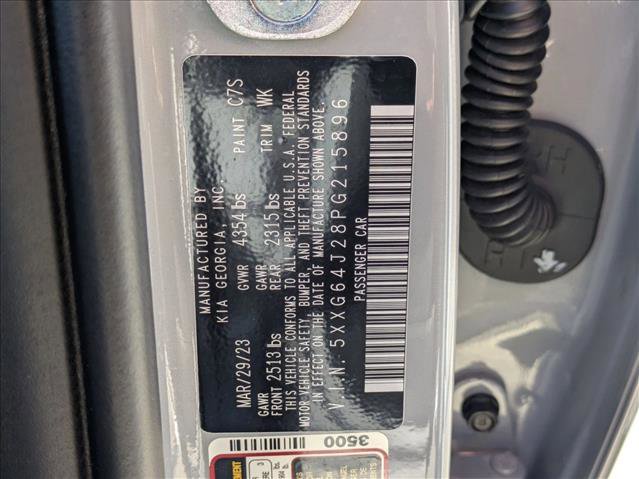 MANUFACTURED BY
KIA GEORGIA, INC.
MAR/29/23 GVWR 4354 lbs PAINT C7S
GAWR FRONT 2513 lbs GAWR REAR 2315 lbs TRIM WK
THIS VEHICLE CONFORMS TO ALL APPLICABLE U.S.A. FEDERAL
MOTOR VEHICLE SAFETY, BUMPER, AND THEFT PREVENTION STANDARDS
IN EFFECT ON THE DATE OF MANUFACTURE SHOWN ABOVE.
V.I.N: 5XXG64J28PG215896
PASSENGER CAR
3500